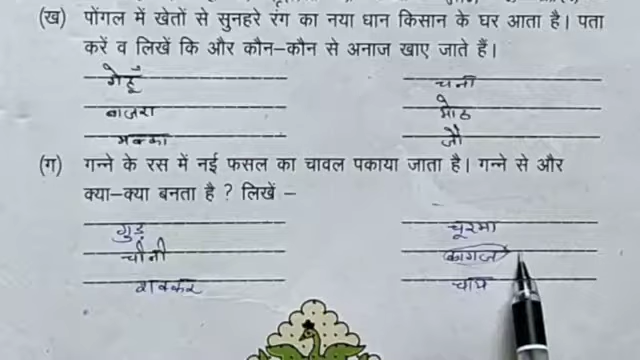 (ख) पोंगल में खेतों से सुनहरे रंग का नया धान किसान के घर आता है। पता
करें व लिखें कि और कौन-कौन से अनाज खाए जाते हैं।
गेहूँ चना
बाजरा मोठ
मक्का जौ
(ग) गन्ने के रस में नई फसल का चावल पकाया जाता है। गन्ने से और
क्या-क्या बनता है ? लिखें –
गुड़ चूरमा
चीनी कागज
शक्कर